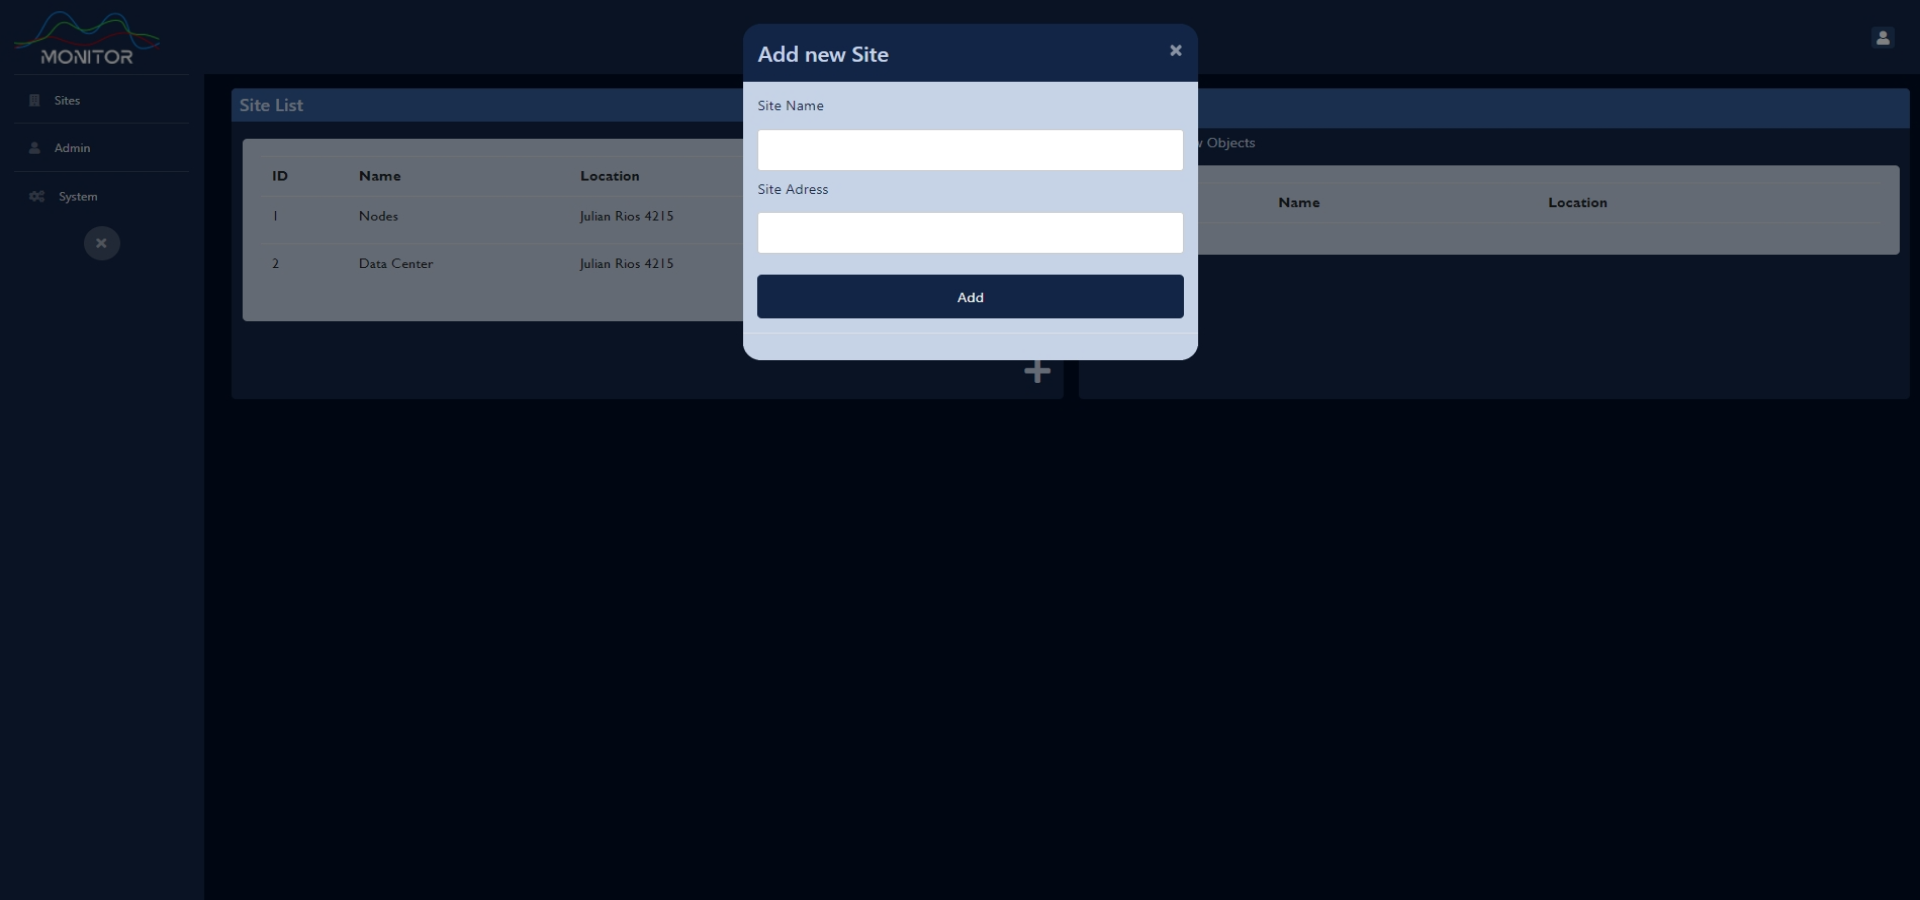 MONITOR
Sites
Admin
System
Site List
ID Name Location
1 Nodes Julian Rios 4215
2 Data Center Julian Rios 4215
Add new Site
Site Name
Site Adress
Add
Objects
Name Location